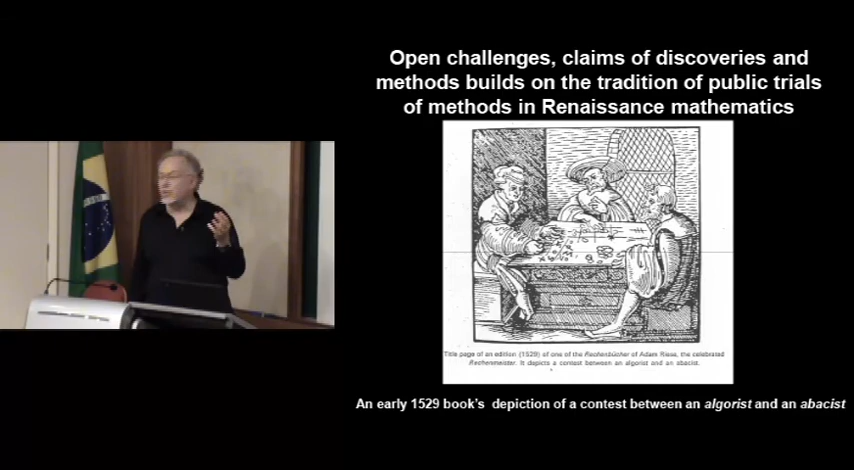 Open challenges, claims of discoveries and
methods builds on the tradition of public trials
of methods in Renaissance mathematics
Title page of an edition (1529) of one of the Rechenbücher of Adam Riese, the celebrated
Rechenmeister. It depicts a contest between an algorist and an abacist.
An early 1529 book's depiction of a contest between an algorist and an abacist